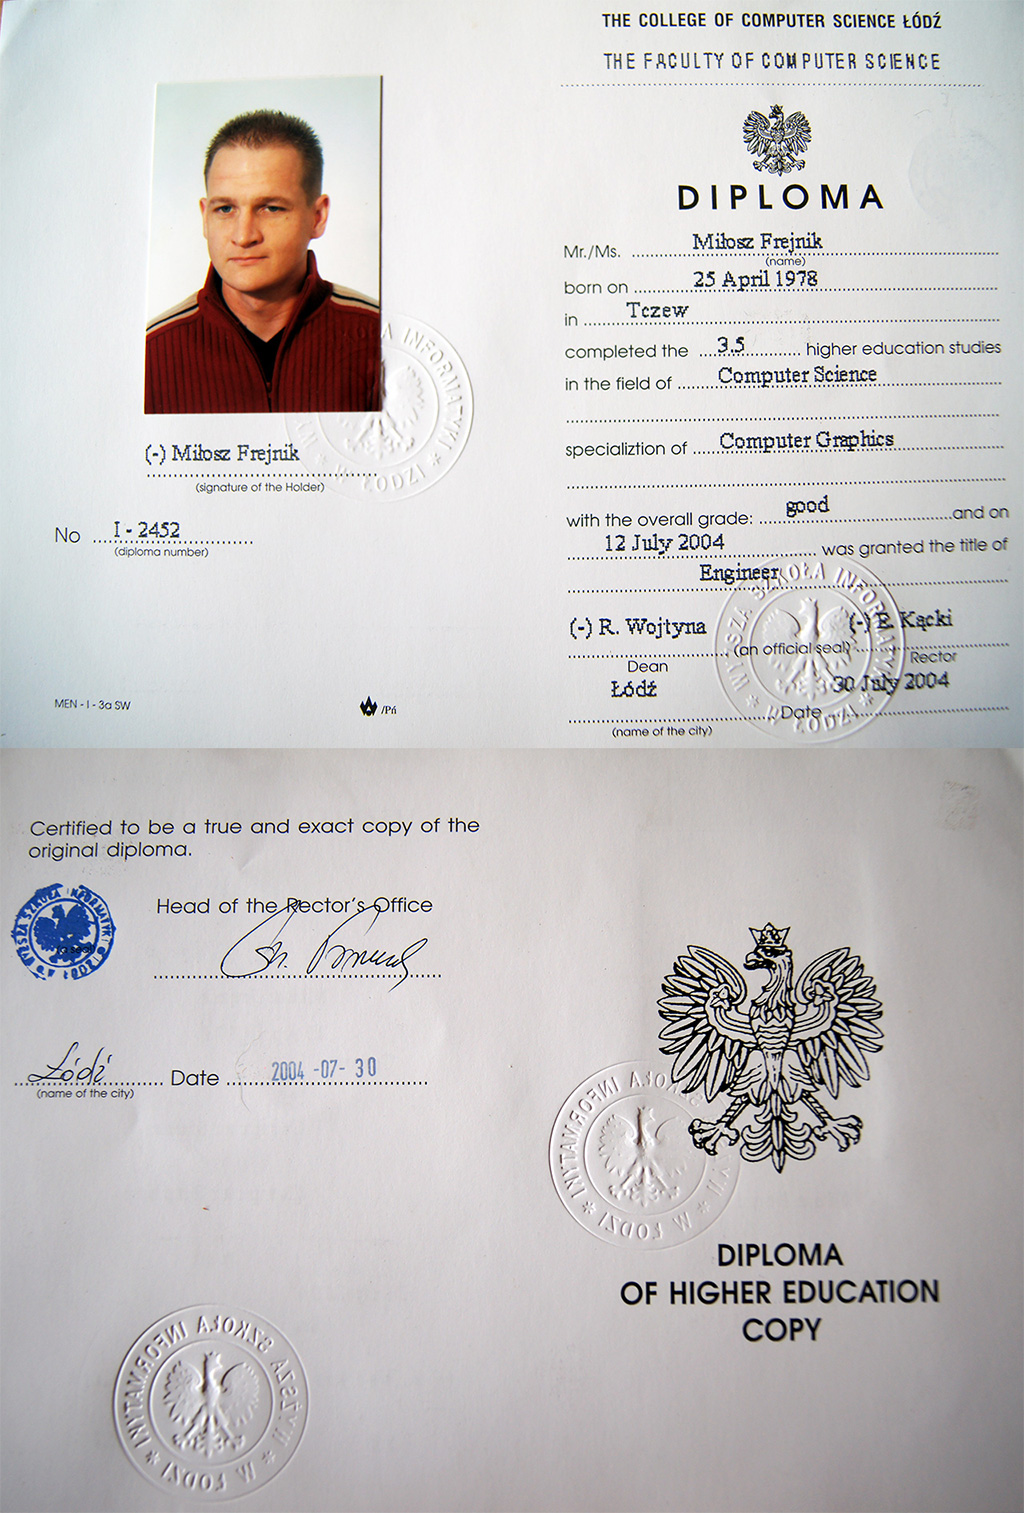 THE COLLEGE OF COMPUTER SCIENCE ŁÓDŹ
THE FACULTY OF COMPUTER SCIENCE
DIPLOMA
Mr./Ms. Miłosz Frejnik
(name)
born on 25 April 1978
in Tczew
completed the 3.5 higher education studies
in the field of Computer Science
specializtion of Computer Graphics
with the overall grade: good and on
12 July 2004 was granted the title of
Engineer
(-) R. Wojtyna (-) E. Kącki
(an official seal)
Dean Rector
Łódź 30 July 2004
Date
(name of the city)
WYŻSZA SZKOŁA INFORMATYKI * W ŁODZI *
(-) Miłosz Frejnik
(signature of the Holder)
No I - 2452
(diploma number)
MEN - I - 3a SW
/Pń
Certified to be a true and exact copy of the
original diploma.
Head of the Rector's Office
WYŻSZA SZKOŁA INFORMATYKI
W ŁODZI
(a seal)
Łódź Date 2004 -07- 30
(name of the city)
DIPLOMA
OF HIGHER EDUCATION
COPY